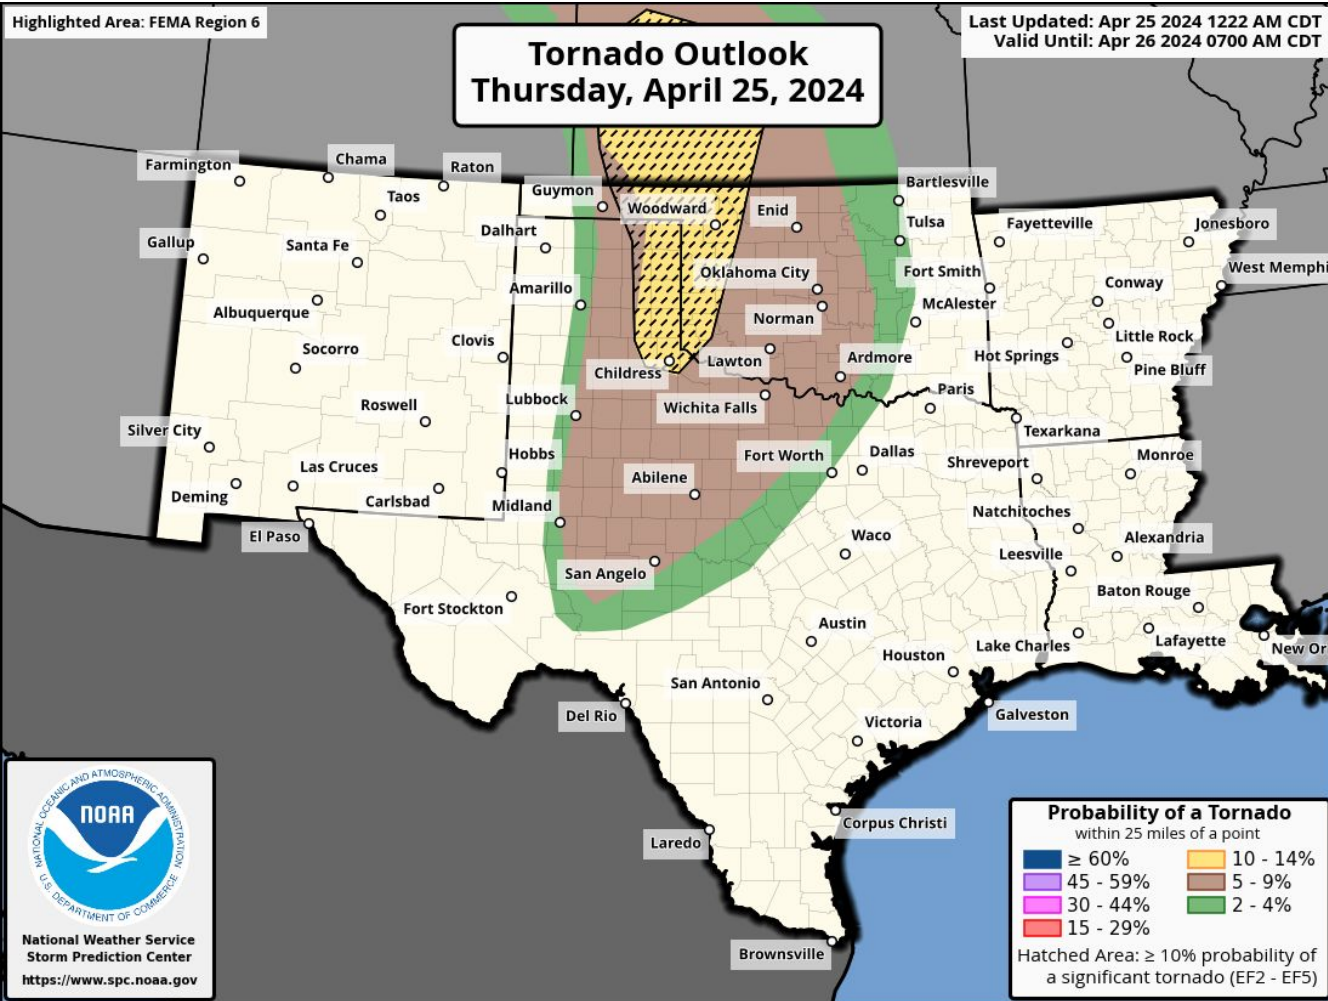 Highlighted Area: FEMA Region 6
Last Updated: Apr 25 2024 1222 AM CDT
Valid Until: Apr 26 2024 0700 AM CDT
Tornado Outlook
Thursday, April 25, 2024
Farmington
Chama
Raton
Taos
Guymon
Woodward
Enid
Bartlesville
Tulsa
Fayetteville
Jonesboro
Gallup
Santa Fe
Dalhart
Oklahoma City
Fort Smith
West Memphi
Conway
Amarillo
McAlester
Albuquerque
Norman
Socorro
Clovis
Little Rock
Hot Springs
Pine Bluff
Childress
Lawton
Ardmore
Roswell
Lubbock
Wichita Falls
Paris
Silver City
Texarkana
Las Cruces
Hobbs
Fort Worth
Dallas
Shreveport
Monroe
Deming
Carlsbad
Midland
Abilene
Natchitoches
El Paso
Waco
Leesville
Alexandria
San Angelo
Baton Rouge
Fort Stockton
Austin
Houston
Lake Charles
Lafayette
New Or
San Antonio
Del Rio
Victoria
Galveston
Laredo
Corpus Christi
Brownsville
NATIONAL OCEANIC AND ATMOSPHERIC ADMINISTRATION
NOAA
U.S. DEPARTMENT OF COMMERCE
National Weather Service
Storm Prediction Center
https://www.spc.noaa.gov
Probability of a Tornado
within 25 miles of a point
≥ 60%
45 - 59%
30 - 44%
15 - 29%
10 - 14%
5 - 9%
2 - 4%
Hatched Area: ≥ 10% probability of
a significant tornado (EF2 - EF5)